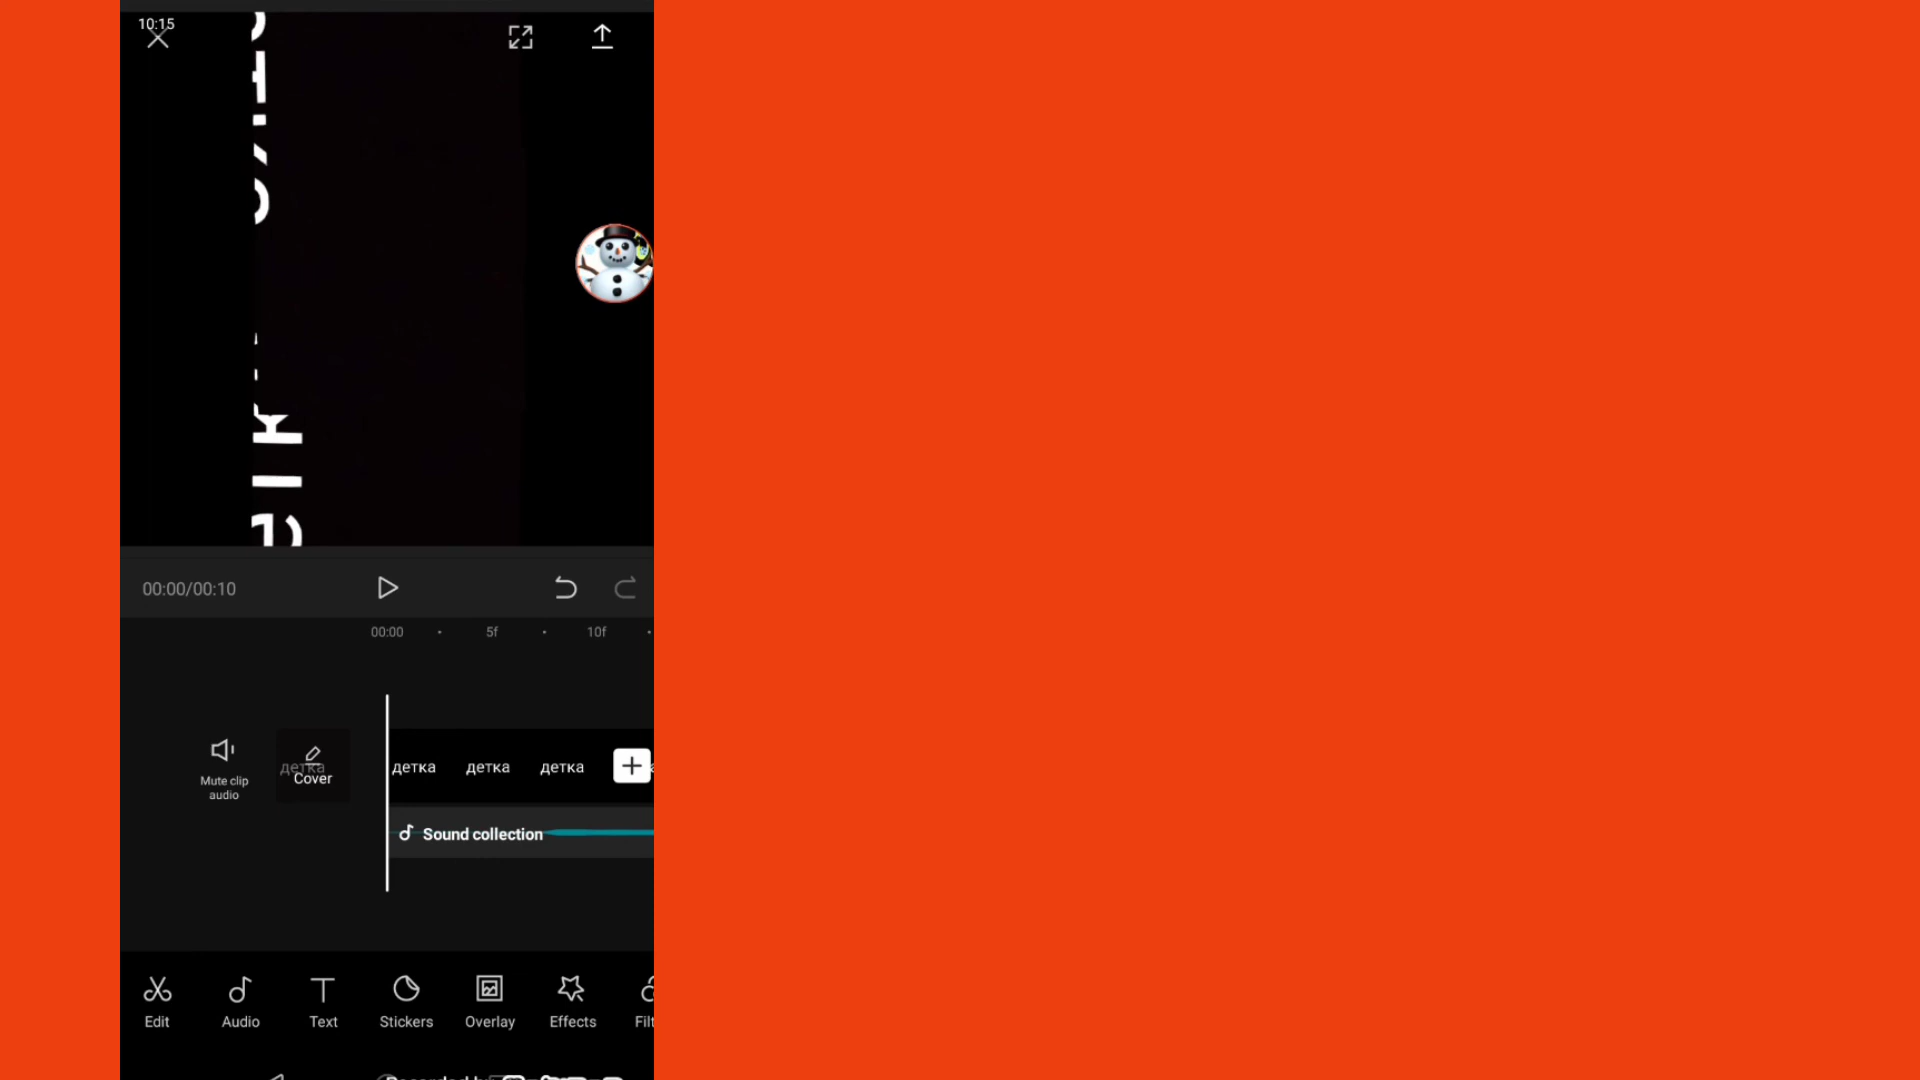 10:15
00:00/00:10
00:00
5f
10f
Mute clip
audio
Cover
детка
детка
детка
детка
Sound collection
Edit
Audio
Text
Stickers
Overlay
Effects